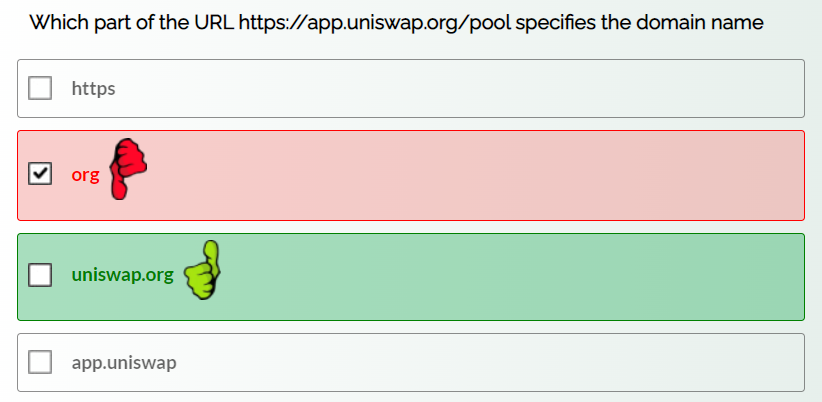 Which part of the URL https://app.uniswap.org/pool specifies the domain name
https
org
uniswap.org
app.uniswap